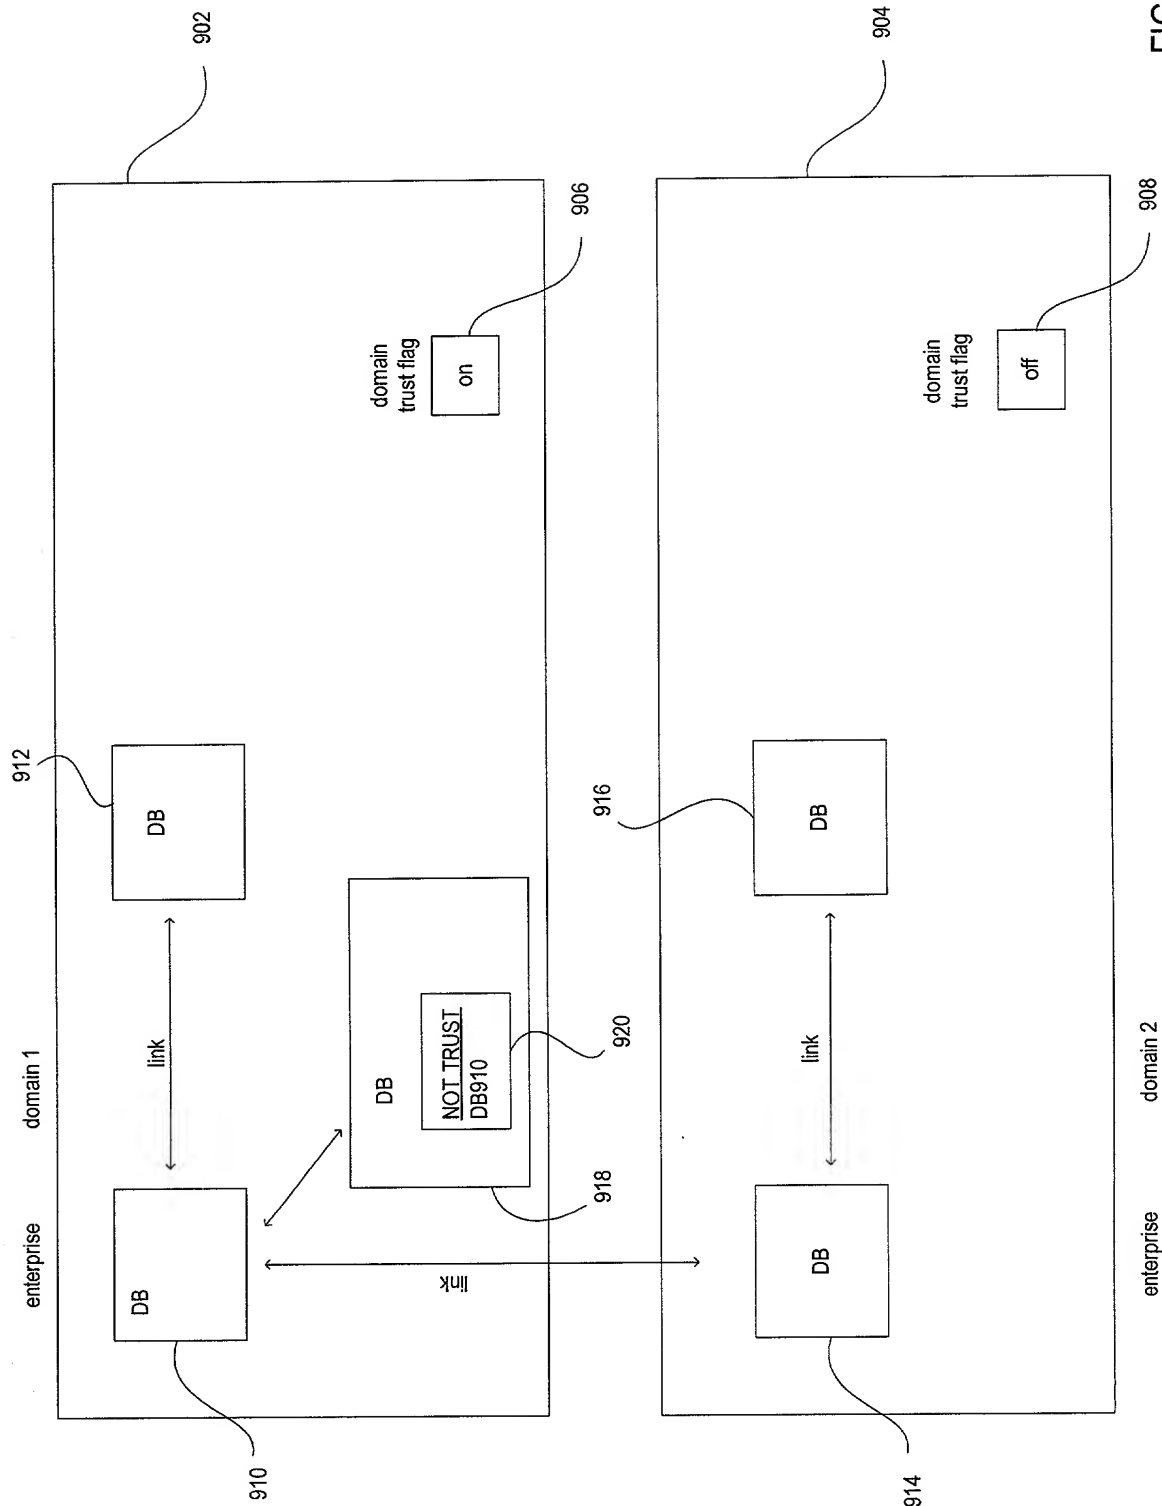 902
904
906
908
domain
trust flag
on
domain
trust flag
off
912
DB
916
DB
enterprise domain 1
link
DB
NOT TRUST
DB910
920
918
DB
910
link
link
DB
914
enterprise domain 2